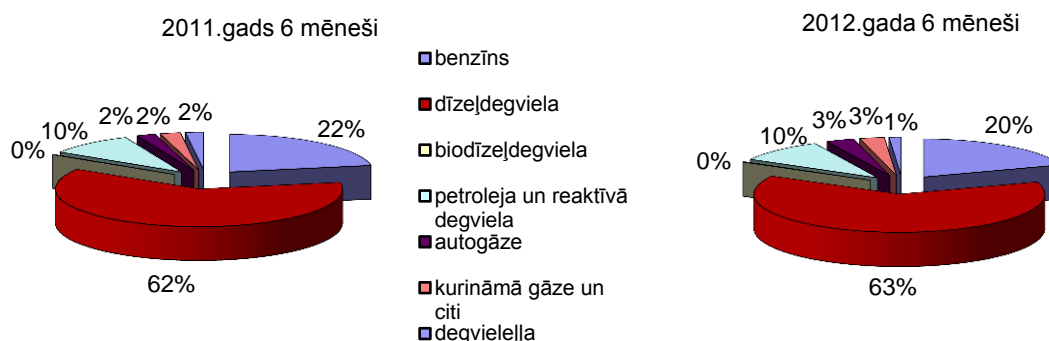 2011.gads 6 mēneši
2%
2%
2%
10%
22%
0%
62%
benzīns
dīzeļdegviela
biodīzeļdegviela
petroleja un reaktīvā
degviela
autogāze
kurināmā gāze un
citi
degvieleļļa
2012.gada 6 mēneši
3%
3%
1%
10%
20%
0%
63%